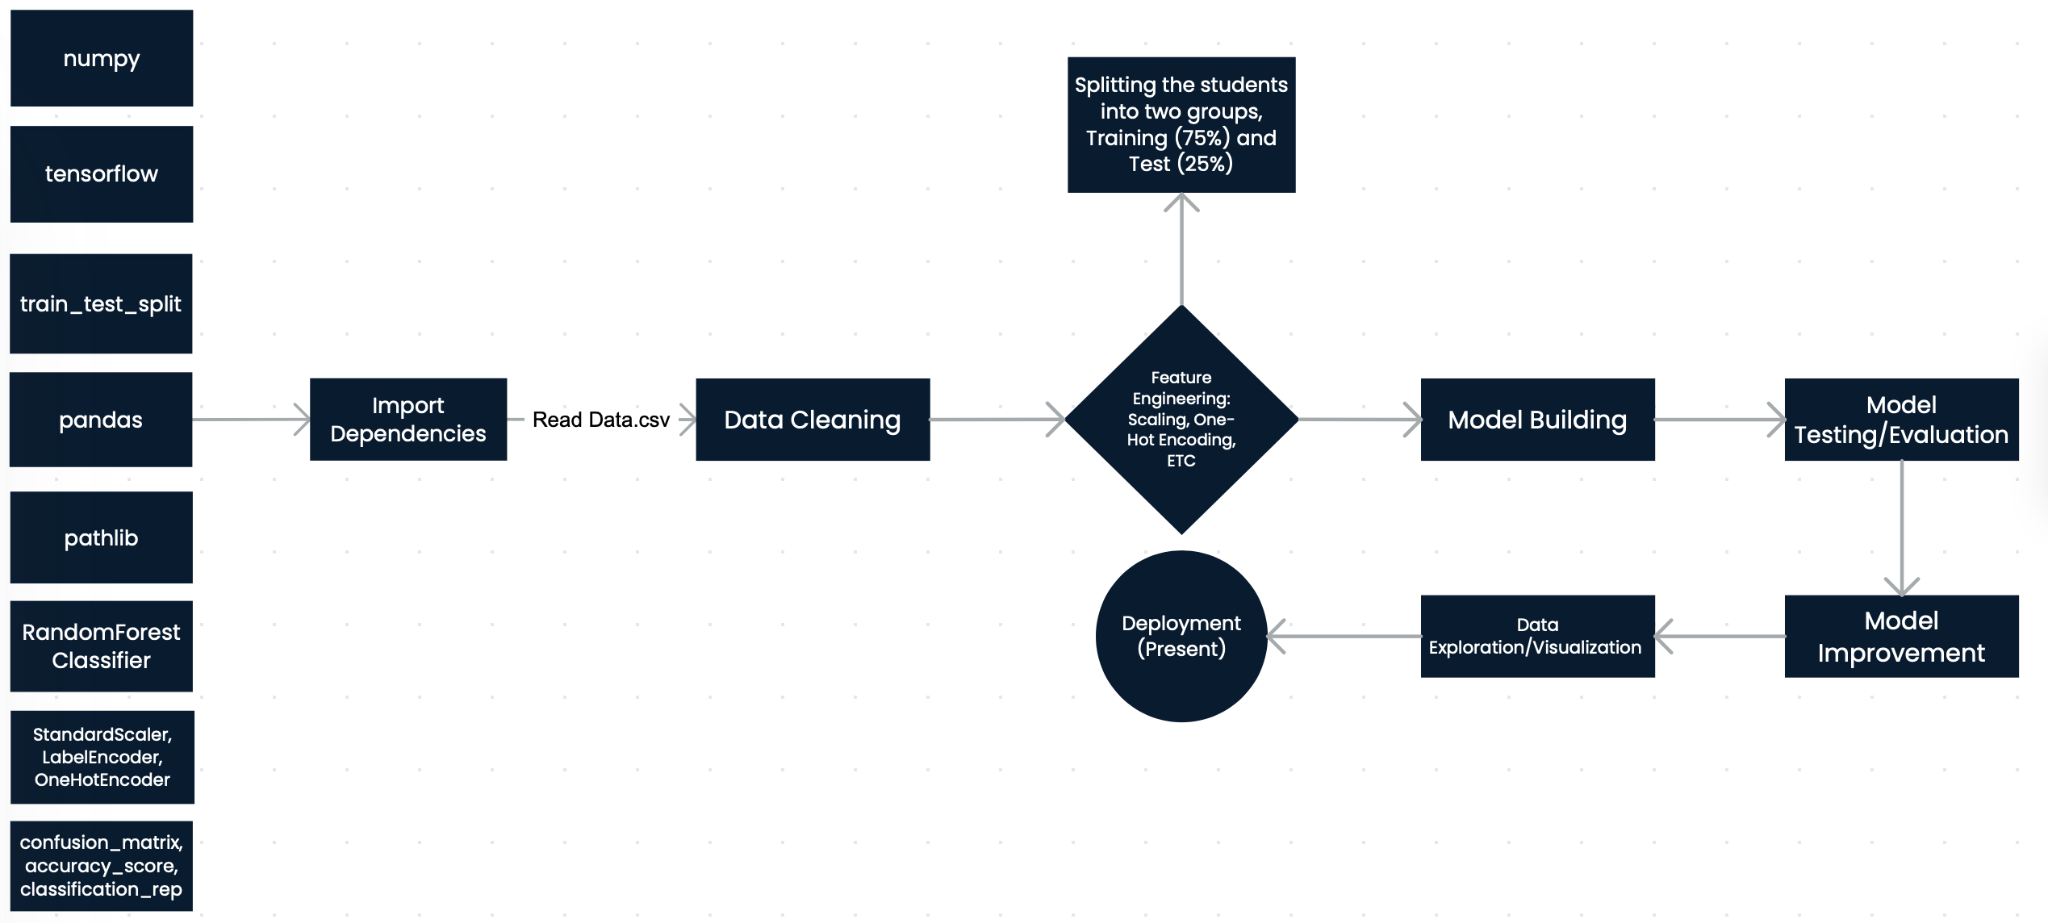 numpy
tensorflow
train_test_split
pandas
pathlib
RandomForest
Classifier
StandardScaler,
LabelEncoder,
OneHotEncoder
confusion_matrix,
accuracy_score,
classification_rep
Import
Dependencies
Read Data.csv
Data Cleaning
Feature
Engineering:
Scaling, One-
Hot Encoding,
ETC
Splitting the students
into two groups,
Training (75%) and
Test (25%)
Model Building
Model
Testing/Evaluation
Model
Improvement
Data
Exploration/Visualization
Deployment
(Present)